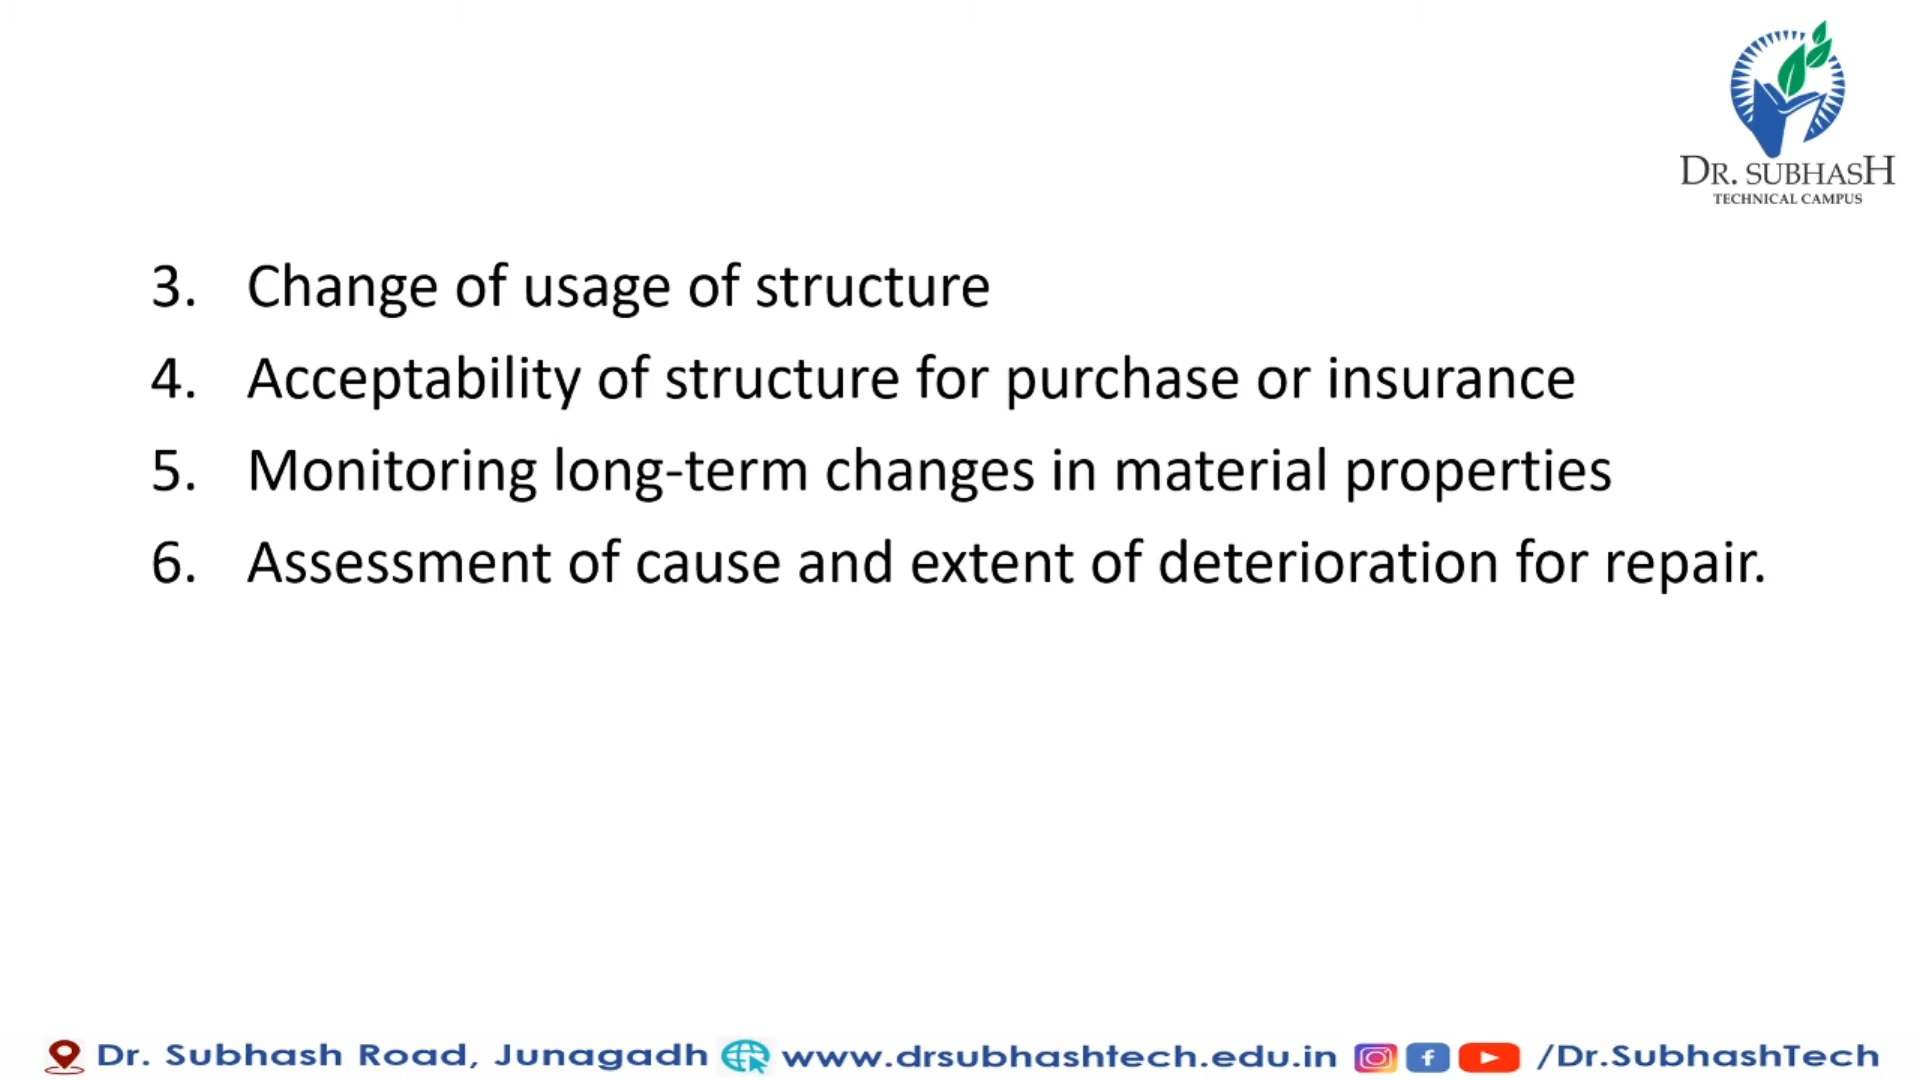 DR. SUBHASH
TECHNICAL CAMPUS
3. Change of usage of structure
4. Acceptability of structure for purchase or insurance
5. Monitoring long-term changes in material properties
6. Assessment of cause and extent of deterioration for repair.
Dr. Subhash Road, Junagadh www.drsubhashtech.edu.in f /Dr.SubhashTech